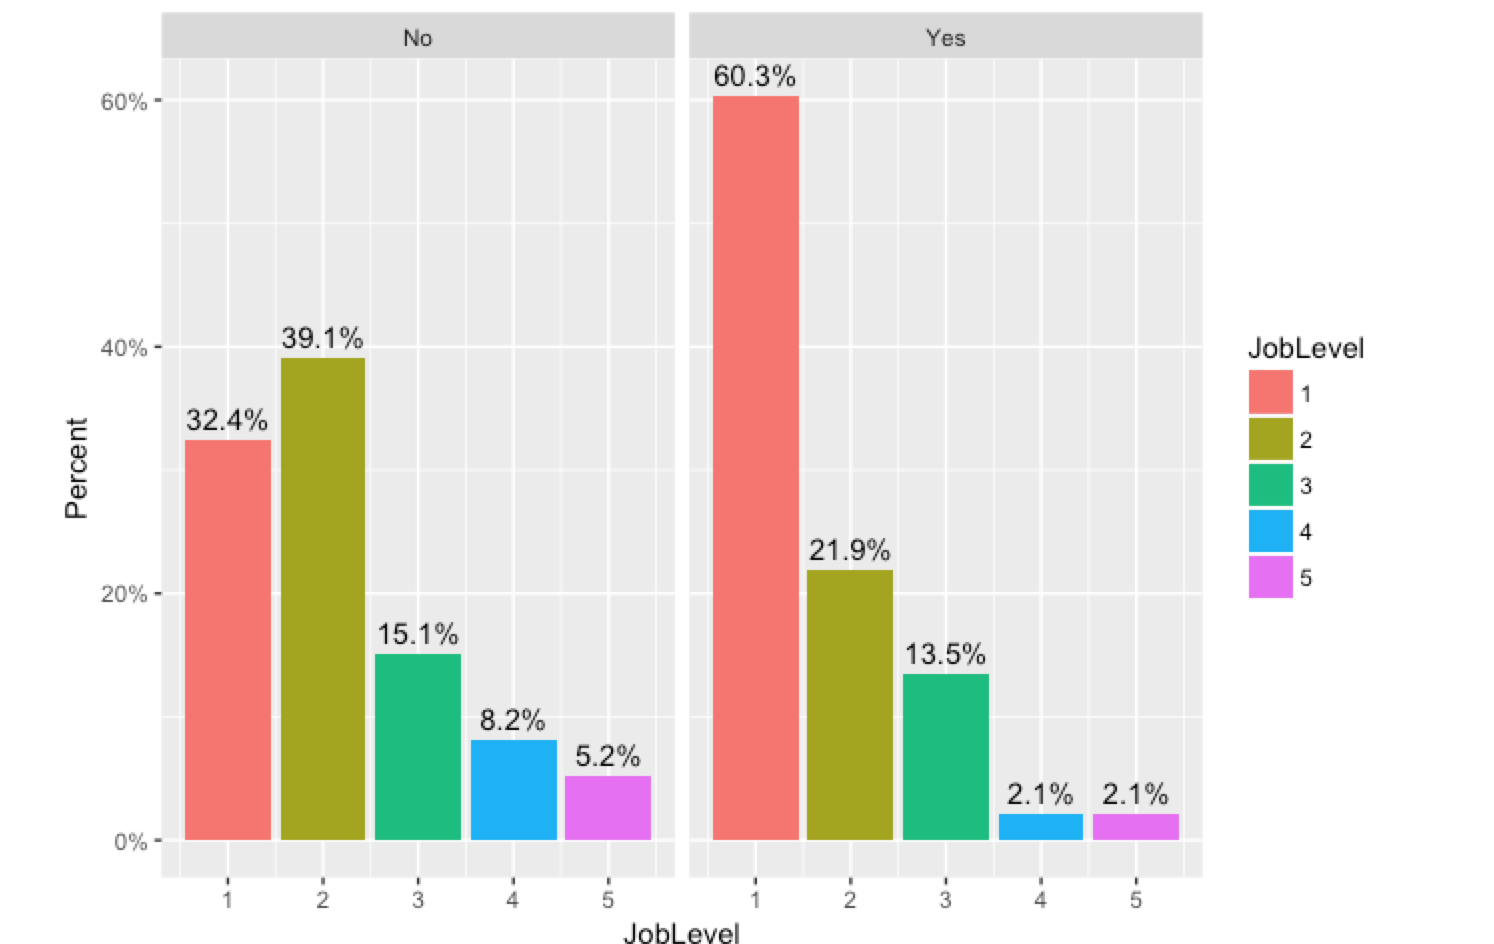 No
Yes
60%
40%
20%
0%
Percent
32.4%
39.1%
15.1%
8.2%
5.2%
60.3%
21.9%
13.5%
2.1%
2.1%
1 2 3 4 5
1 2 3 4 5
JobLevel
JobLevel
1
2
3
4
5